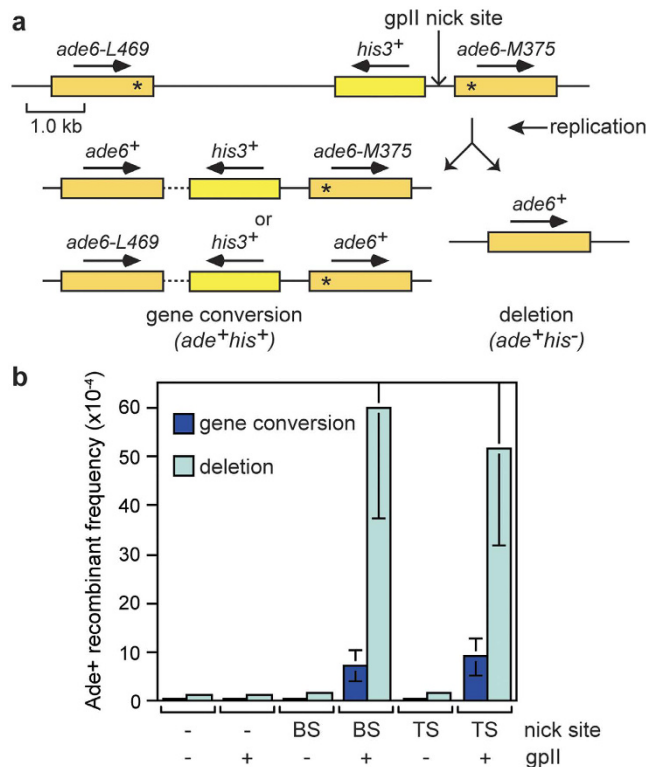 a
gpII nick site
ade6-L469 his3+ ade6-M375
* *
1.0 kb
replication
ade6+ his3+ ade6-M375
*
ade6+
or
ade6-L469 his3+ ade6+
*
gene conversion
(ade+his+)
deletion
(ade+his-)
b
Ade+ recombinant frequency (x10-4)
60
50
40
30
20
10
0
gene conversion
deletion
- - BS BS TS TS nick site
- + - + - + gpII